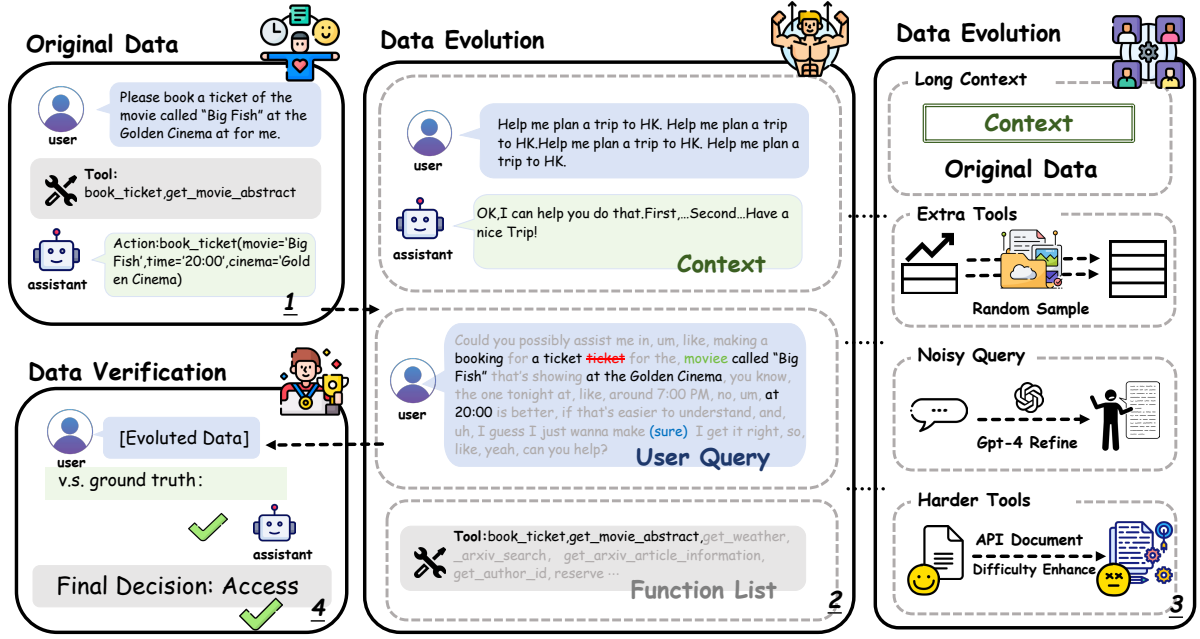 Original Data
Please book a ticket of the
movie called “Big Fish” at the
Golden Cinema at for me.
user
Tool:
book_ticket,get_movie_abstract
Action:book_ticket(movie=‘Big
Fish’,time=‘20:00’,cinema=‘Gold
en Cinema)
assistant
1
Data Evolution
Help me plan a trip to HK. Help me plan a trip
to HK.Help me plan a trip to HK. Help me plan a
trip to HK.
user
OK,I can help you do that.First,...Second...Have a
nice Trip!
assistant
Context
Could you possibly assist me in, um, like, making a
booking for a ticket ticket for the, moviee called “Big
Fish” that’s showing at the Golden Cinema, you know,
the one tonight at, like, around 7:00 PM, no, um, at
20:00 is better, if that’s easier to understand, and,
uh, I guess I just wanna make (sure) I get it right, so,
like, yeah, can you help?
user
User Query
Tool:book_ticket,get_movie_abstract,get_weather,
_arxiv_search, get_arxiv_article_information,
get_author_id, reserve ...
Function List
2
Data Evolution
Long Context
Context
Original Data
Extra Tools
Random Sample
Noisy Query
Gpt-4 Refine
Harder Tools
API Document
Difficulty Enhance
3
Data Verification
[Evoluted Data]
user
v.s. ground truth:
assistant
Final Decision: Access
4